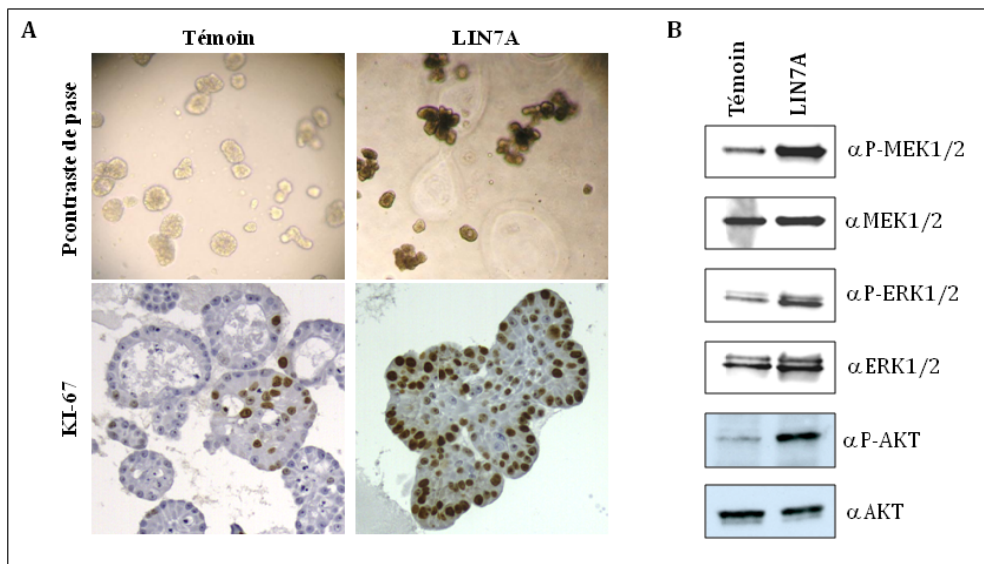 A
Témoin
LIN7A
Pcontraste de pase
KI-67
B
Témoin
LIN7A
αP-MEK1/2
αMEK1/2
αP-ERK1/2
αERK1/2
αP-AKT
αAKT